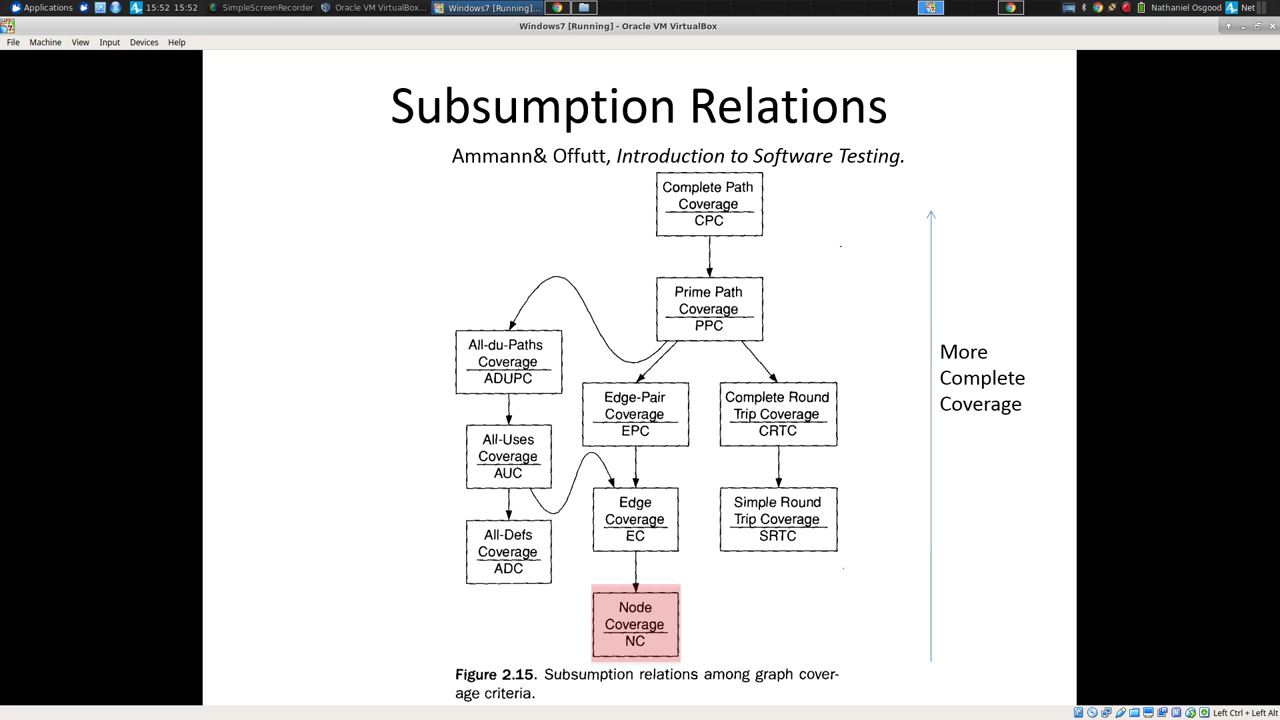 Applications
15:52 15:52
SimpleScreenRecorder
Oracle VM VirtualBox...
Windows7 [Running]...
Nathaniel Osgood
Net
Windows7 [Running] - Oracle VM VirtualBox
File Machine View Input Devices Help
Subsumption Relations
Ammann& Offutt, Introduction to Software Testing.
Complete Path
Coverage
CPC
Prime Path
Coverage
PPC
All-du-Paths
Coverage
ADUPC
Edge-Pair
Coverage
EPC
Complete Round
Trip Coverage
CRTC
More
Complete
Coverage
All-Uses
Coverage
AUC
Edge
Coverage
EC
Simple Round
Trip Coverage
SRTC
All-Defs
Coverage
ADC
Node
Coverage
NC
Figure 2.15. Subsumption relations among graph cover-
age criteria.
Left Ctrl + Left Alt